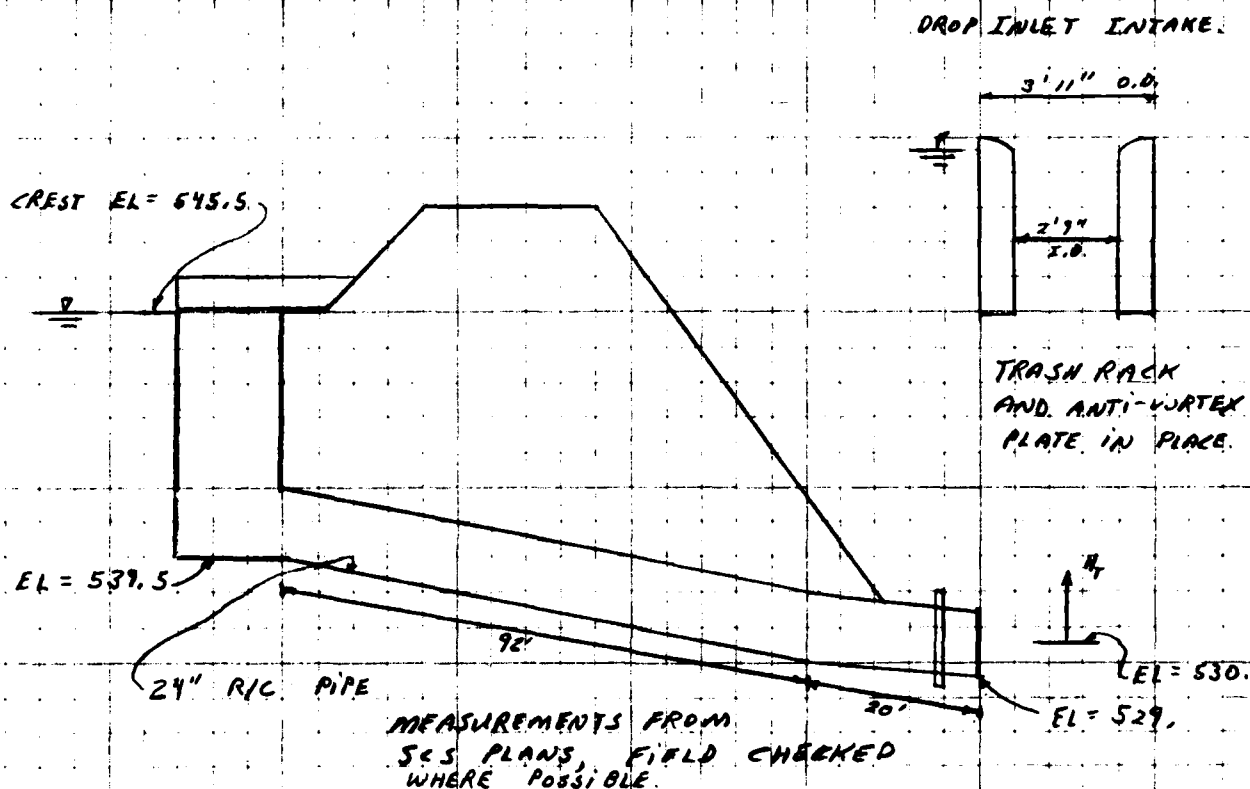 DROP INLET INTAKE.
3'11" O.D.
CREST EL = 545.5
2'9"
I.D.
TRASH RACK
AND ANTI-VORTEX
PLATE IN PLACE.
EL = 539.5
H_T
92'
24" R/C PIPE
20'
EL = 530.
EL = 529.
MEASUREMENTS FROM
SCS PLANS, FIELD CHECKED
WHERE POSSIBLE.